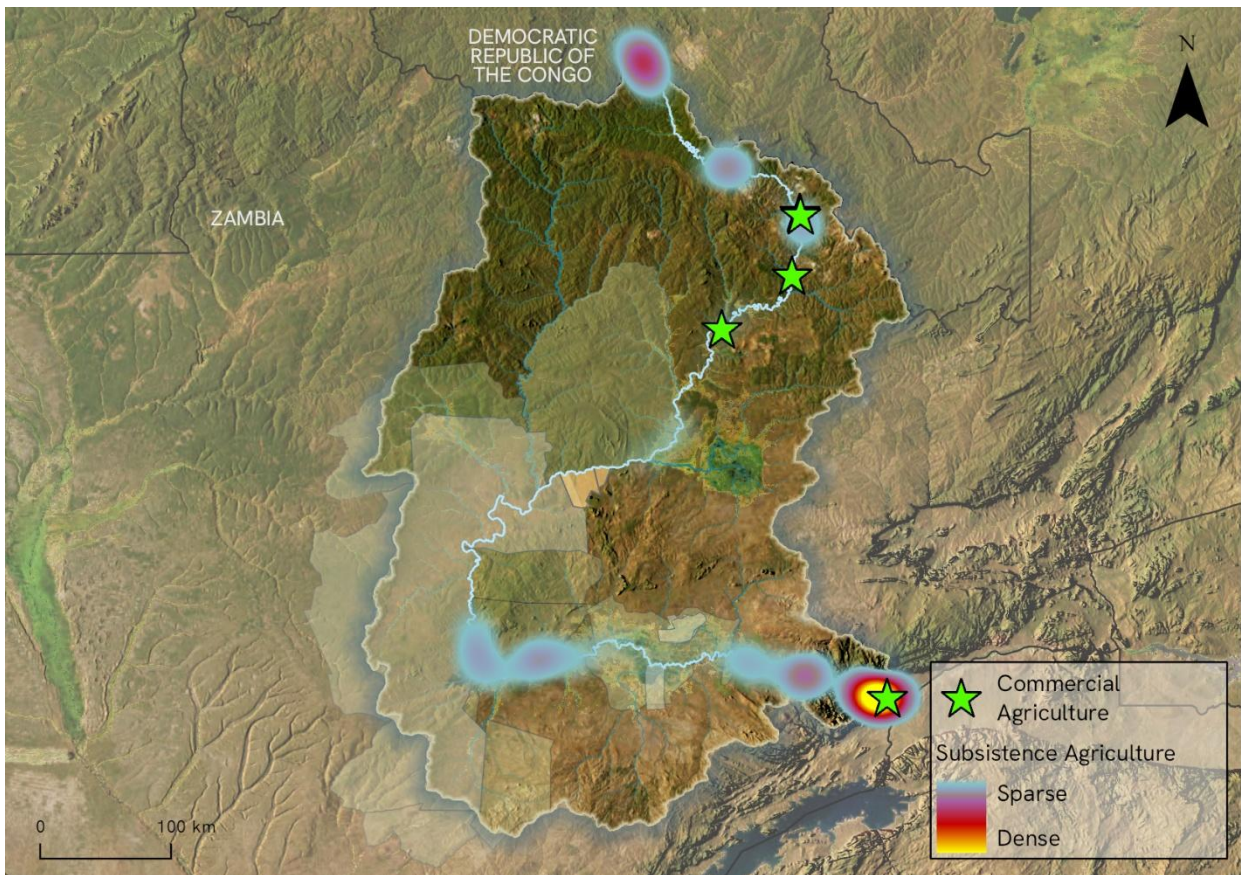 DEMOCRATIC
REPUBLIC OF
THE CONGO
N
ZAMBIA
Commercial
Agriculture
Subsistence Agriculture
Sparse
Dense
0 100 km